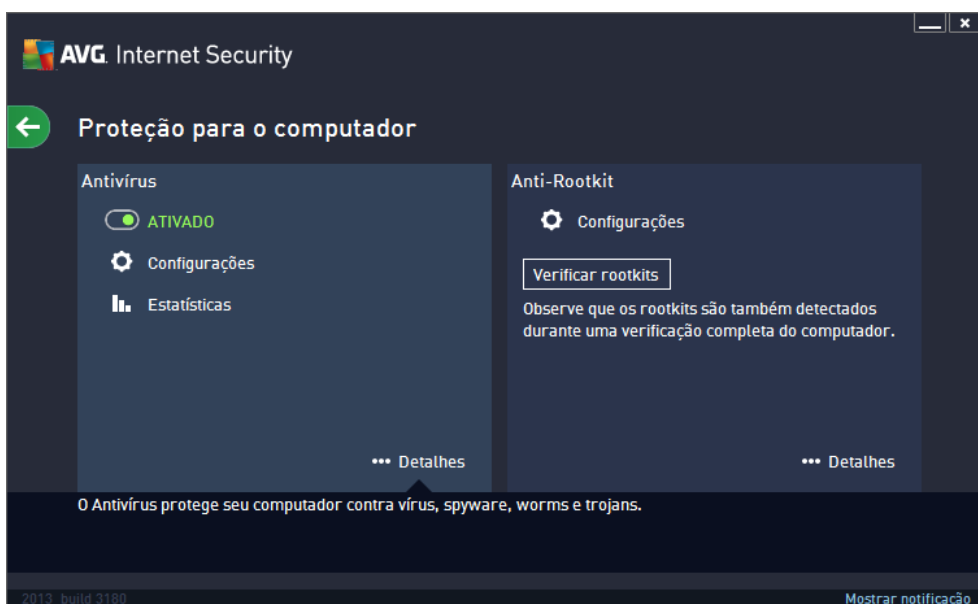 AVG. Internet Security
Proteção para o computador
Antivírus
ATIVADO
Configurações
Estatísticas
••• Detalhes
Anti-Rootkit
Configurações
Verificar rootkits
Observe que os rootkits são também detectados
durante uma verificação completa do computador.
••• Detalhes
O Antivírus protege seu computador contra vírus, spyware, worms e trojans.
2013 build 3180
Mostrar notificação